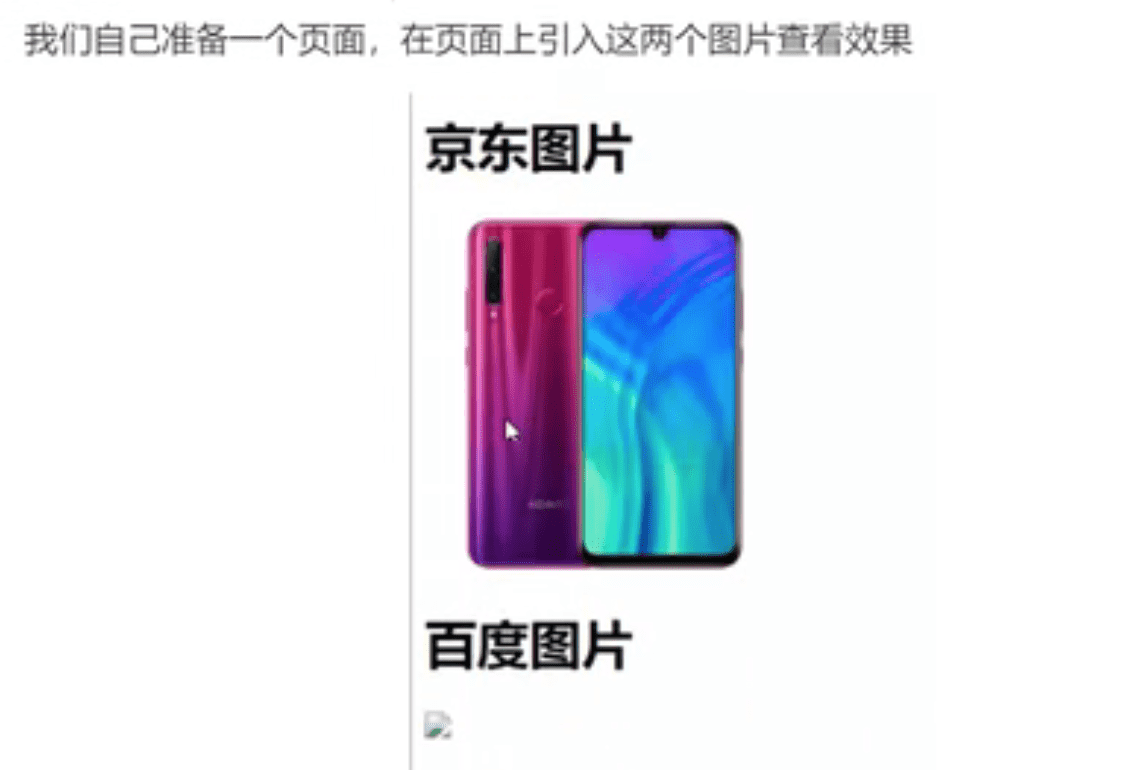 我们自己准备一个页面，在页面上引入这两个图片查看效果
京东图片
百度图片